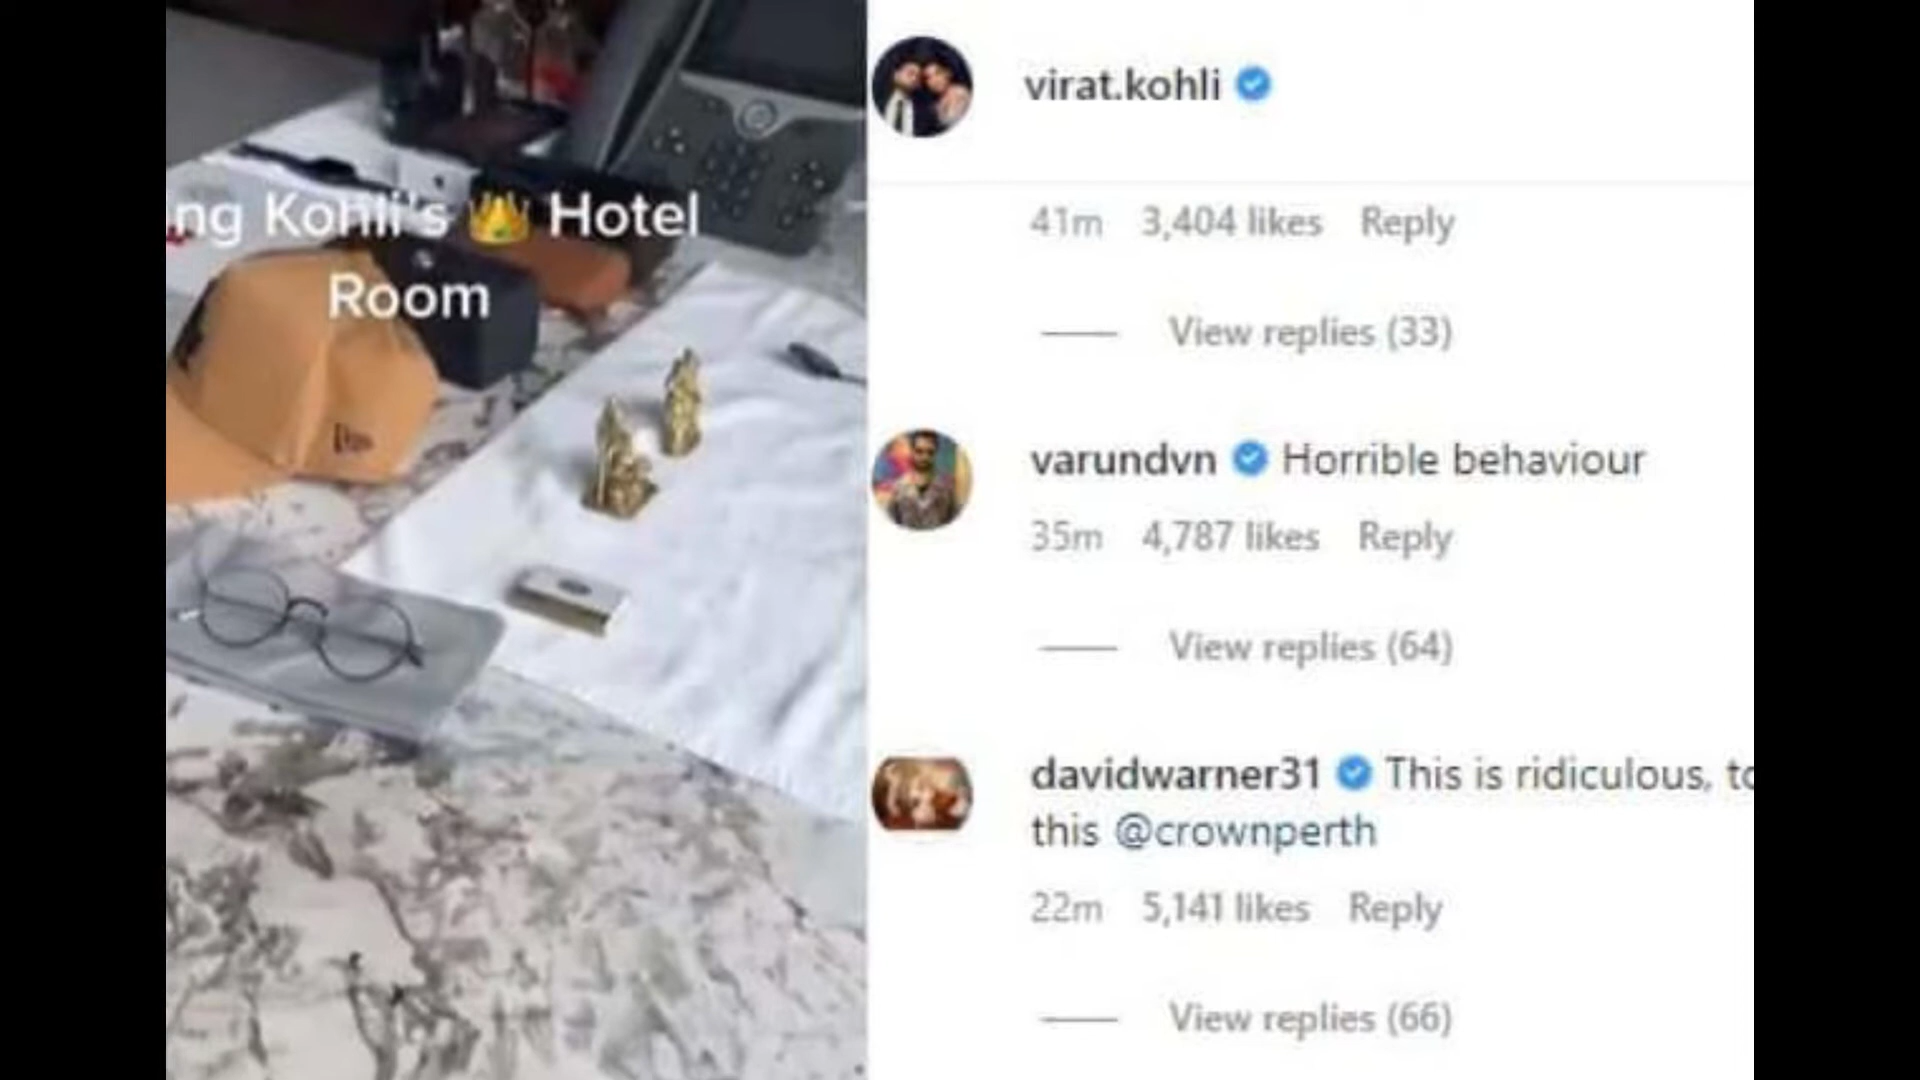 ng Kohli's 👑 Hotel
Room
virat.kohli
41m 3,404 likes Reply
View replies (33)
varundvn Horrible behaviour
35m 4,787 likes Reply
View replies (64)
davidwarner31 This is ridiculous,
this @crownperth
22m 5,141 likes Reply
View replies (66)